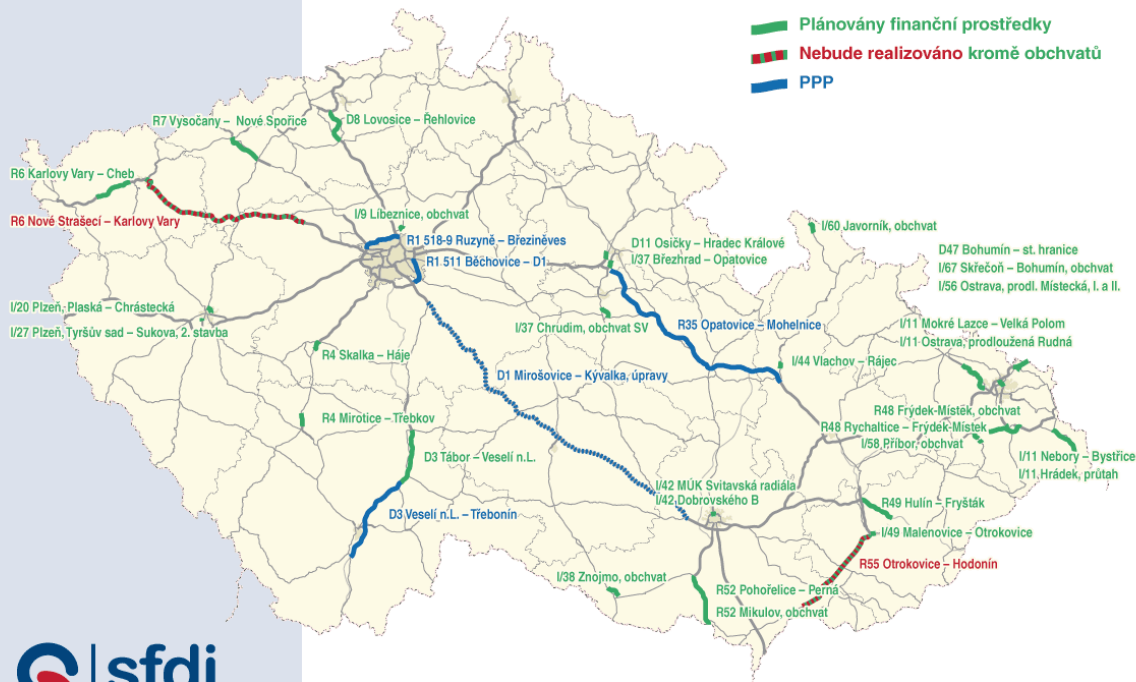 Plánovány finanční prostředky
Nebude realizováno kromě obchvatů
PPP
R7 Vysočany – Nové Spořice
D8 Lovosice – Řehlovice
R6 Karlovy Vary – Cheb
R6 Nové Strašecí – Karlovy Vary
I/9 Líbeznice, obchvat
R1 518-9 Ruzyně – Březiněves
R1 511 Běchovice – D1
D11 Osičky – Hradec Králové
I/37 Březhrad – Opatovice
I/60 Javorník, obchvat
D47 Bohumín – st. hranice
I/67 Skřečoň – Bohumín, obchvat
I/56 Ostrava, prodl. Místecká, I. a II.
I/20 Plzeň, Plaská – Chrástecká
I/27 Plzeň, Tyršův sad – Sukova, 2. stavba
I/37 Chrudim, obchvat SV
R35 Opatovice – Mohelnice
I/11 Mokré Lazce – Velká Polom
I/11 Ostrava, prodloužená Rudná
R4 Skalka – Háje
I/44 Vlachov – Rájec
D1 Mirošovice – Kývalka, úpravy
R4 Mirotice – Třebkov
R48 Frýdek-Místek, obchvat
R48 Rychaltice – Frýdek-Místek
I/58 Příbor, obchvat
D3 Tábor – Veselí n.L.
I/11 Nebory – Bystřice
I/11 Hrádek, průtah
I/42 MÚK Svitavská radiála
I/42 Dobrovského B
R49 Hulín – Fryšták
D3 Veselí n.L. – Třebonín
I/49 Malenovice – Otrokovice
R55 Otrokovice – Hodonín
I/38 Znojmo, obchvat
R52 Pohořelice – Perná
R52 Mikulov, obchvat
sfdi